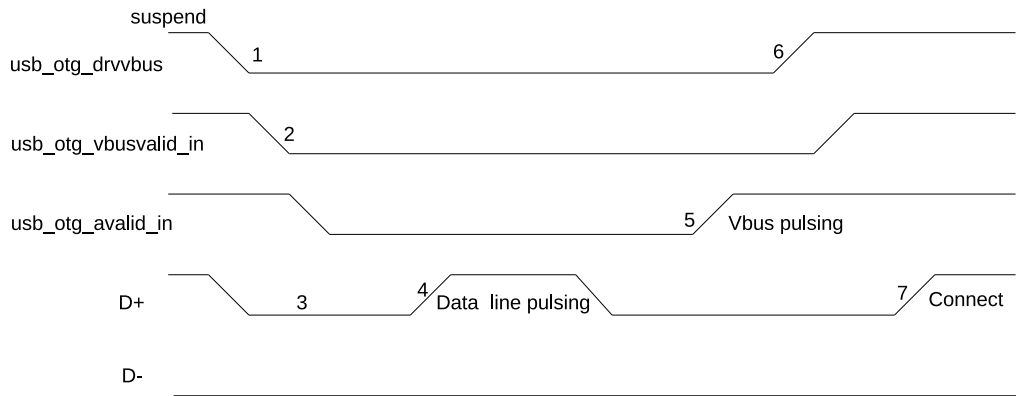 suspend
usb_otg_drvvbus
1
6
usb_otg_vbusvalid_in
2
usb_otg_avalid_in
5
Vbus pulsing
D+
3
4
Data line pulsing
7
Connect
D-